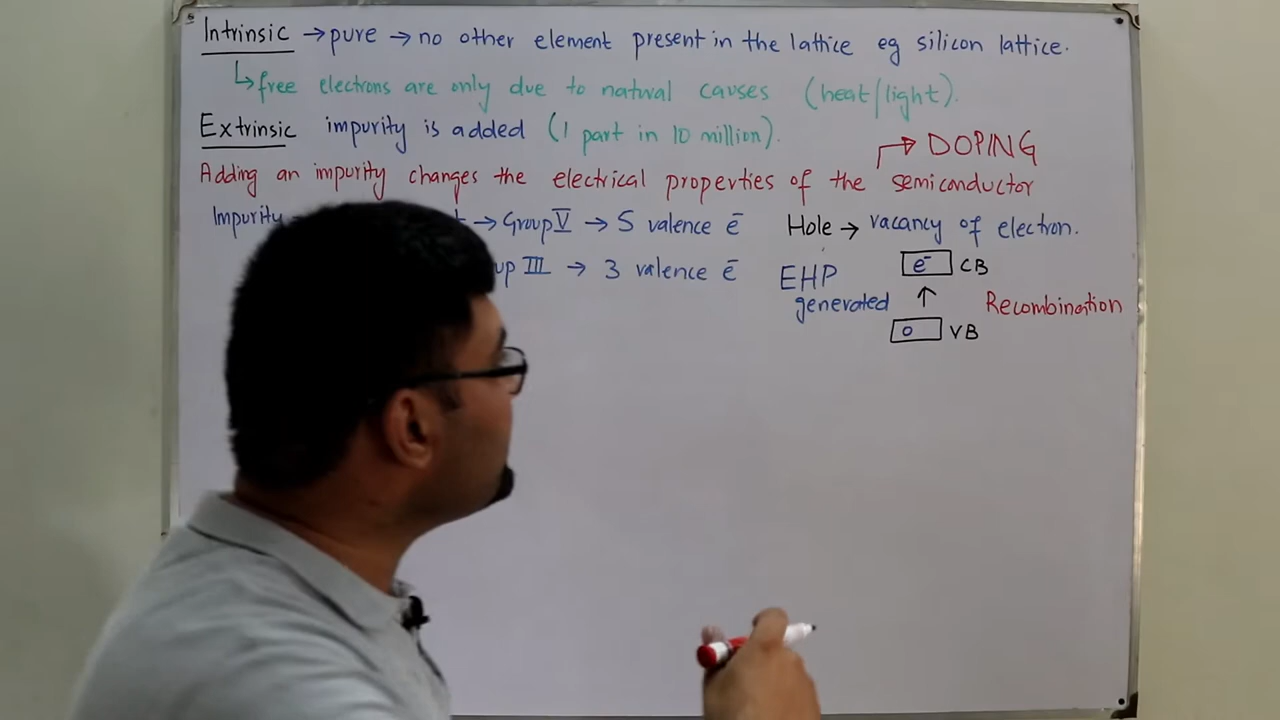 Intrinsic → pure → no other element present in the lattice eg silicon lattice.
↳ free electrons are only due to natural causes (heat/light).
Extrinsic impurity is added (1 part in 10 million).
DOPING
Adding an impurity changes the electrical properties of the semiconductor
Impurity → Group V → 5 valence e⁻
III → 3 valence e⁻
Hole → vacancy of electron.
EHP
generated
e⁻ CB
↑
o VB
Recombination